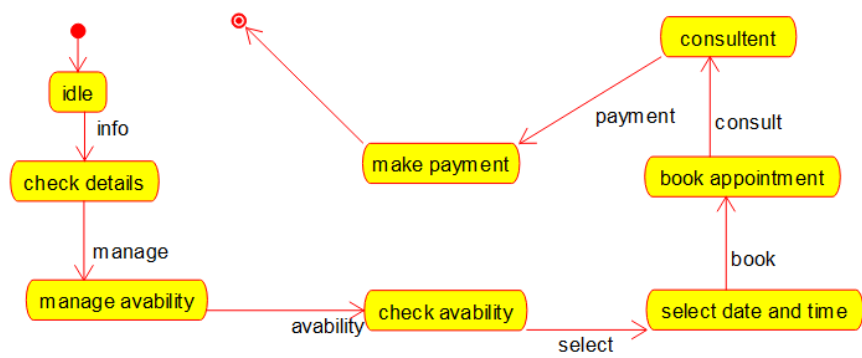 idle
info
check details
manage
manage avability
avability
check avability
select
select date and time
book
book appointment
consult
consultent
payment
make payment